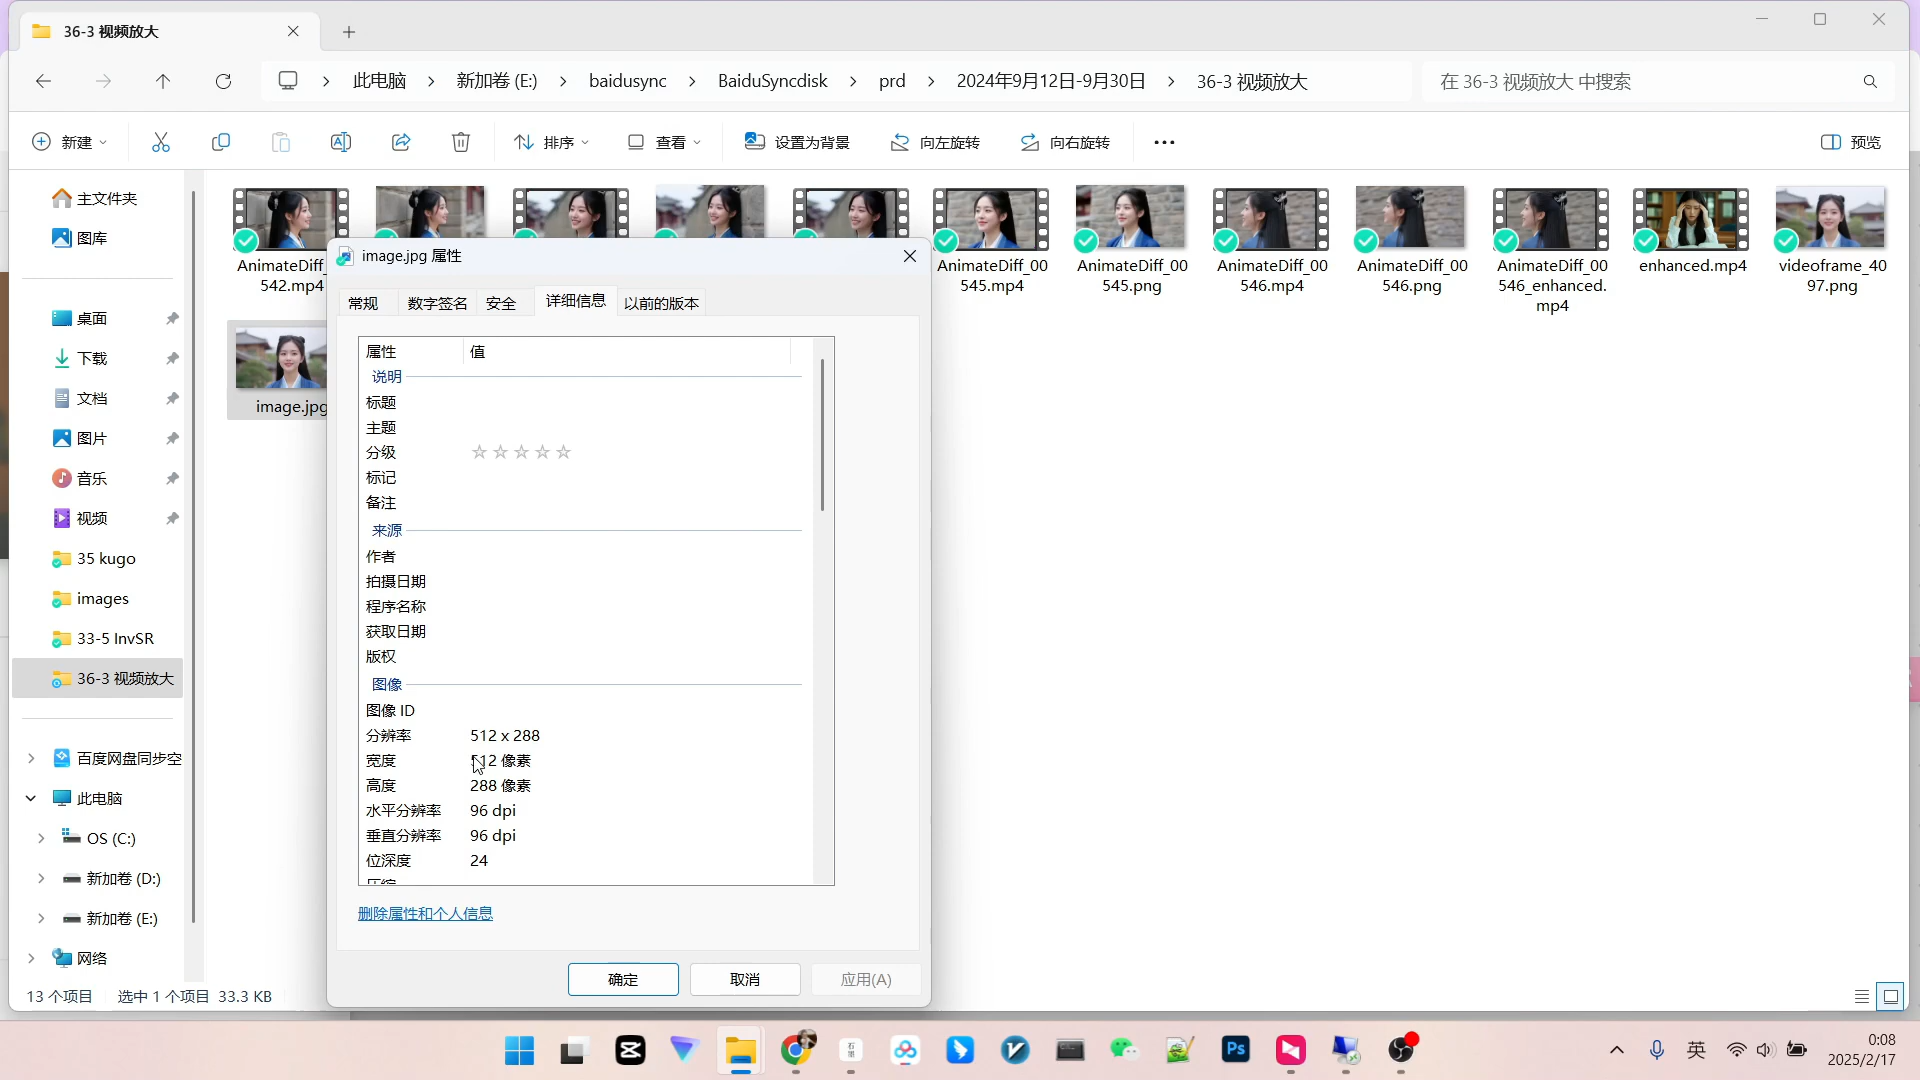 36-3 视频放大
此电脑 > 新加卷 (E:) > baidusync > BaiduSyncdisk > prd > 2024年9月12日-9月30日 > 36-3 视频放大
在 36-3 视频放大 中搜索
新建
排序
查看
设置为背景
向左旋转
向右旋转
预览
主文件夹
图库
桌面
下载
文档
图片
音乐
视频
35 kugo
images
33-5 InvSR
36-3 视频放大
百度网盘同步空
此电脑
OS (C:)
新加卷 (D:)
新加卷 (E:)
网络
AnimateDiff_
542.mp4
AnimateDiff_00
545.mp4
AnimateDiff_00
545.png
AnimateDiff_00
546.mp4
AnimateDiff_00
546.png
AnimateDiff_00
546_enhanced.
mp4
enhanced.mp4
videoframe_40
97.png
image.jpg
image.jpg 属性
常规
数字签名
安全
详细信息
以前的版本
属性 值
说明
标题
主题
分级 ☆☆☆☆☆
标记
备注
来源
作者
拍摄日期
程序名称
获取日期
版权
图像
图像 ID
分辨率 512 x 288
宽度 512 像素
高度 288 像素
水平分辨率 96 dpi
垂直分辨率 96 dpi
位深度 24
删除属性和个人信息
确定
取消
应用(A)
13 个项目 选中 1 个项目 33.3 KB
石墨
Ps
英
0:08
2025/2/17